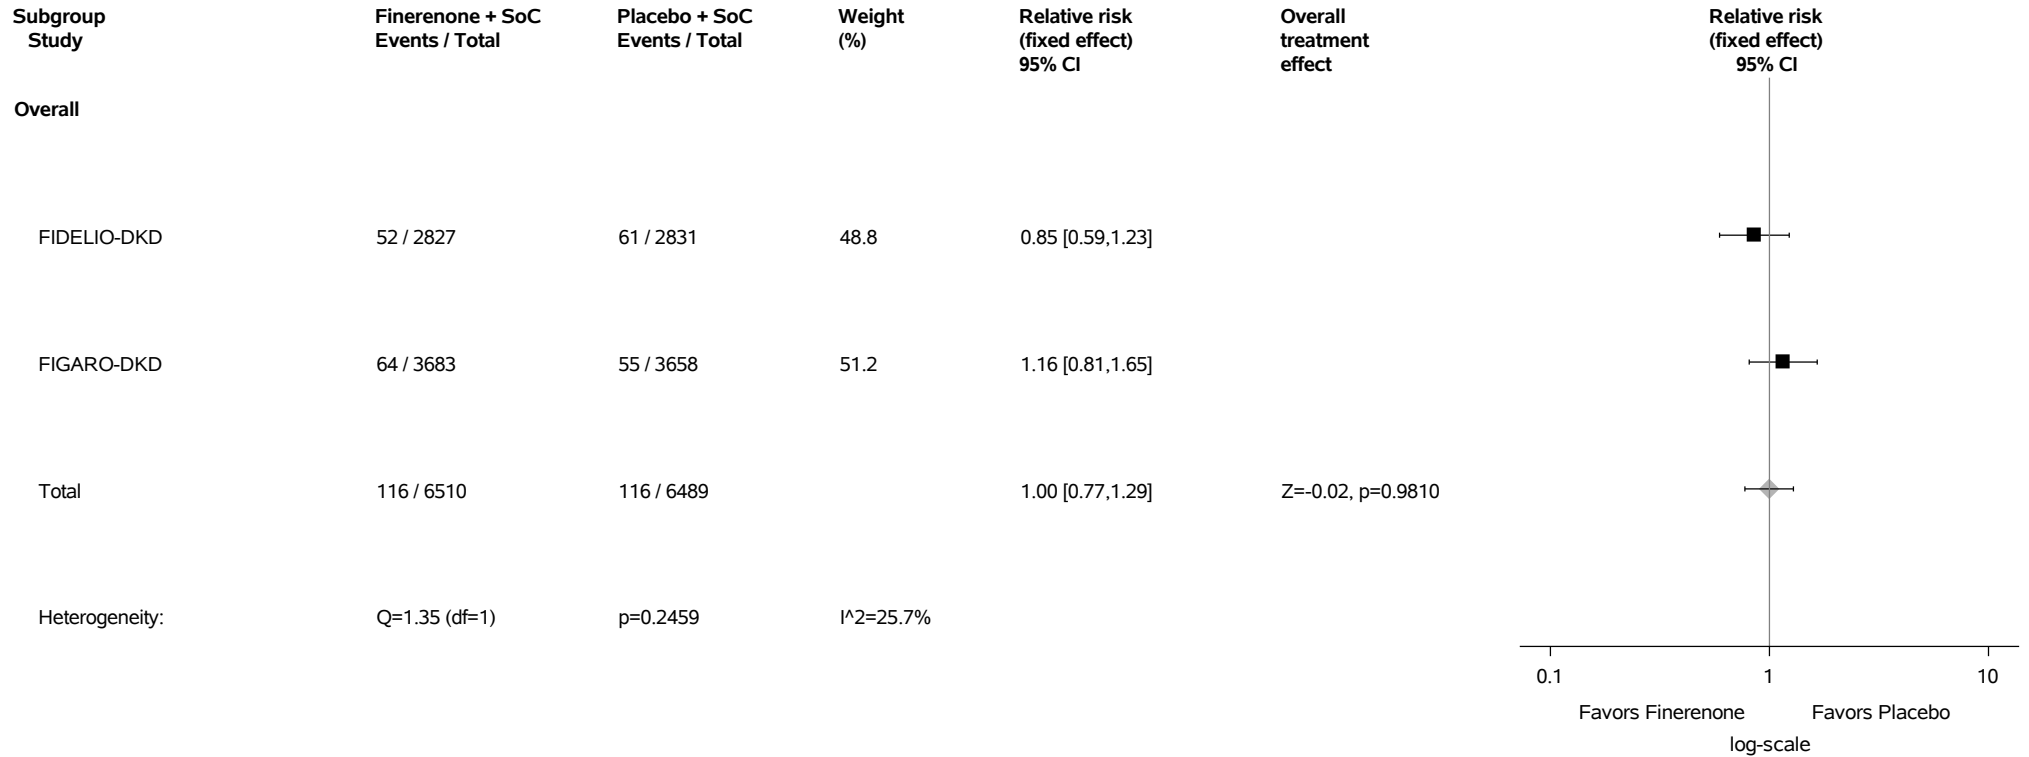 Subgroup Finerenone + SoC Placebo + SoC Weight Relative risk Overall Relative risk
Study Events / Total Events / Total (%) (fixed effect) treatment (fixed effect)
95% CI effect 95% CI
Overall
FIDELIO-DKD 52 / 2827 61 / 2831 48.8 0.85 [0.59,1.23]
FIGARO-DKD 64 / 3683 55 / 3658 51.2 1.16 [0.81,1.65]
Total 116 / 6510 116 / 6489 1.00 [0.77,1.29] Z=-0.02, p=0.9810
Heterogeneity: Q=1.35 (df=1) p=0.2459 I^2=25.7%
0.1 1 10
Favors Finerenone Favors Placebo
log-scale